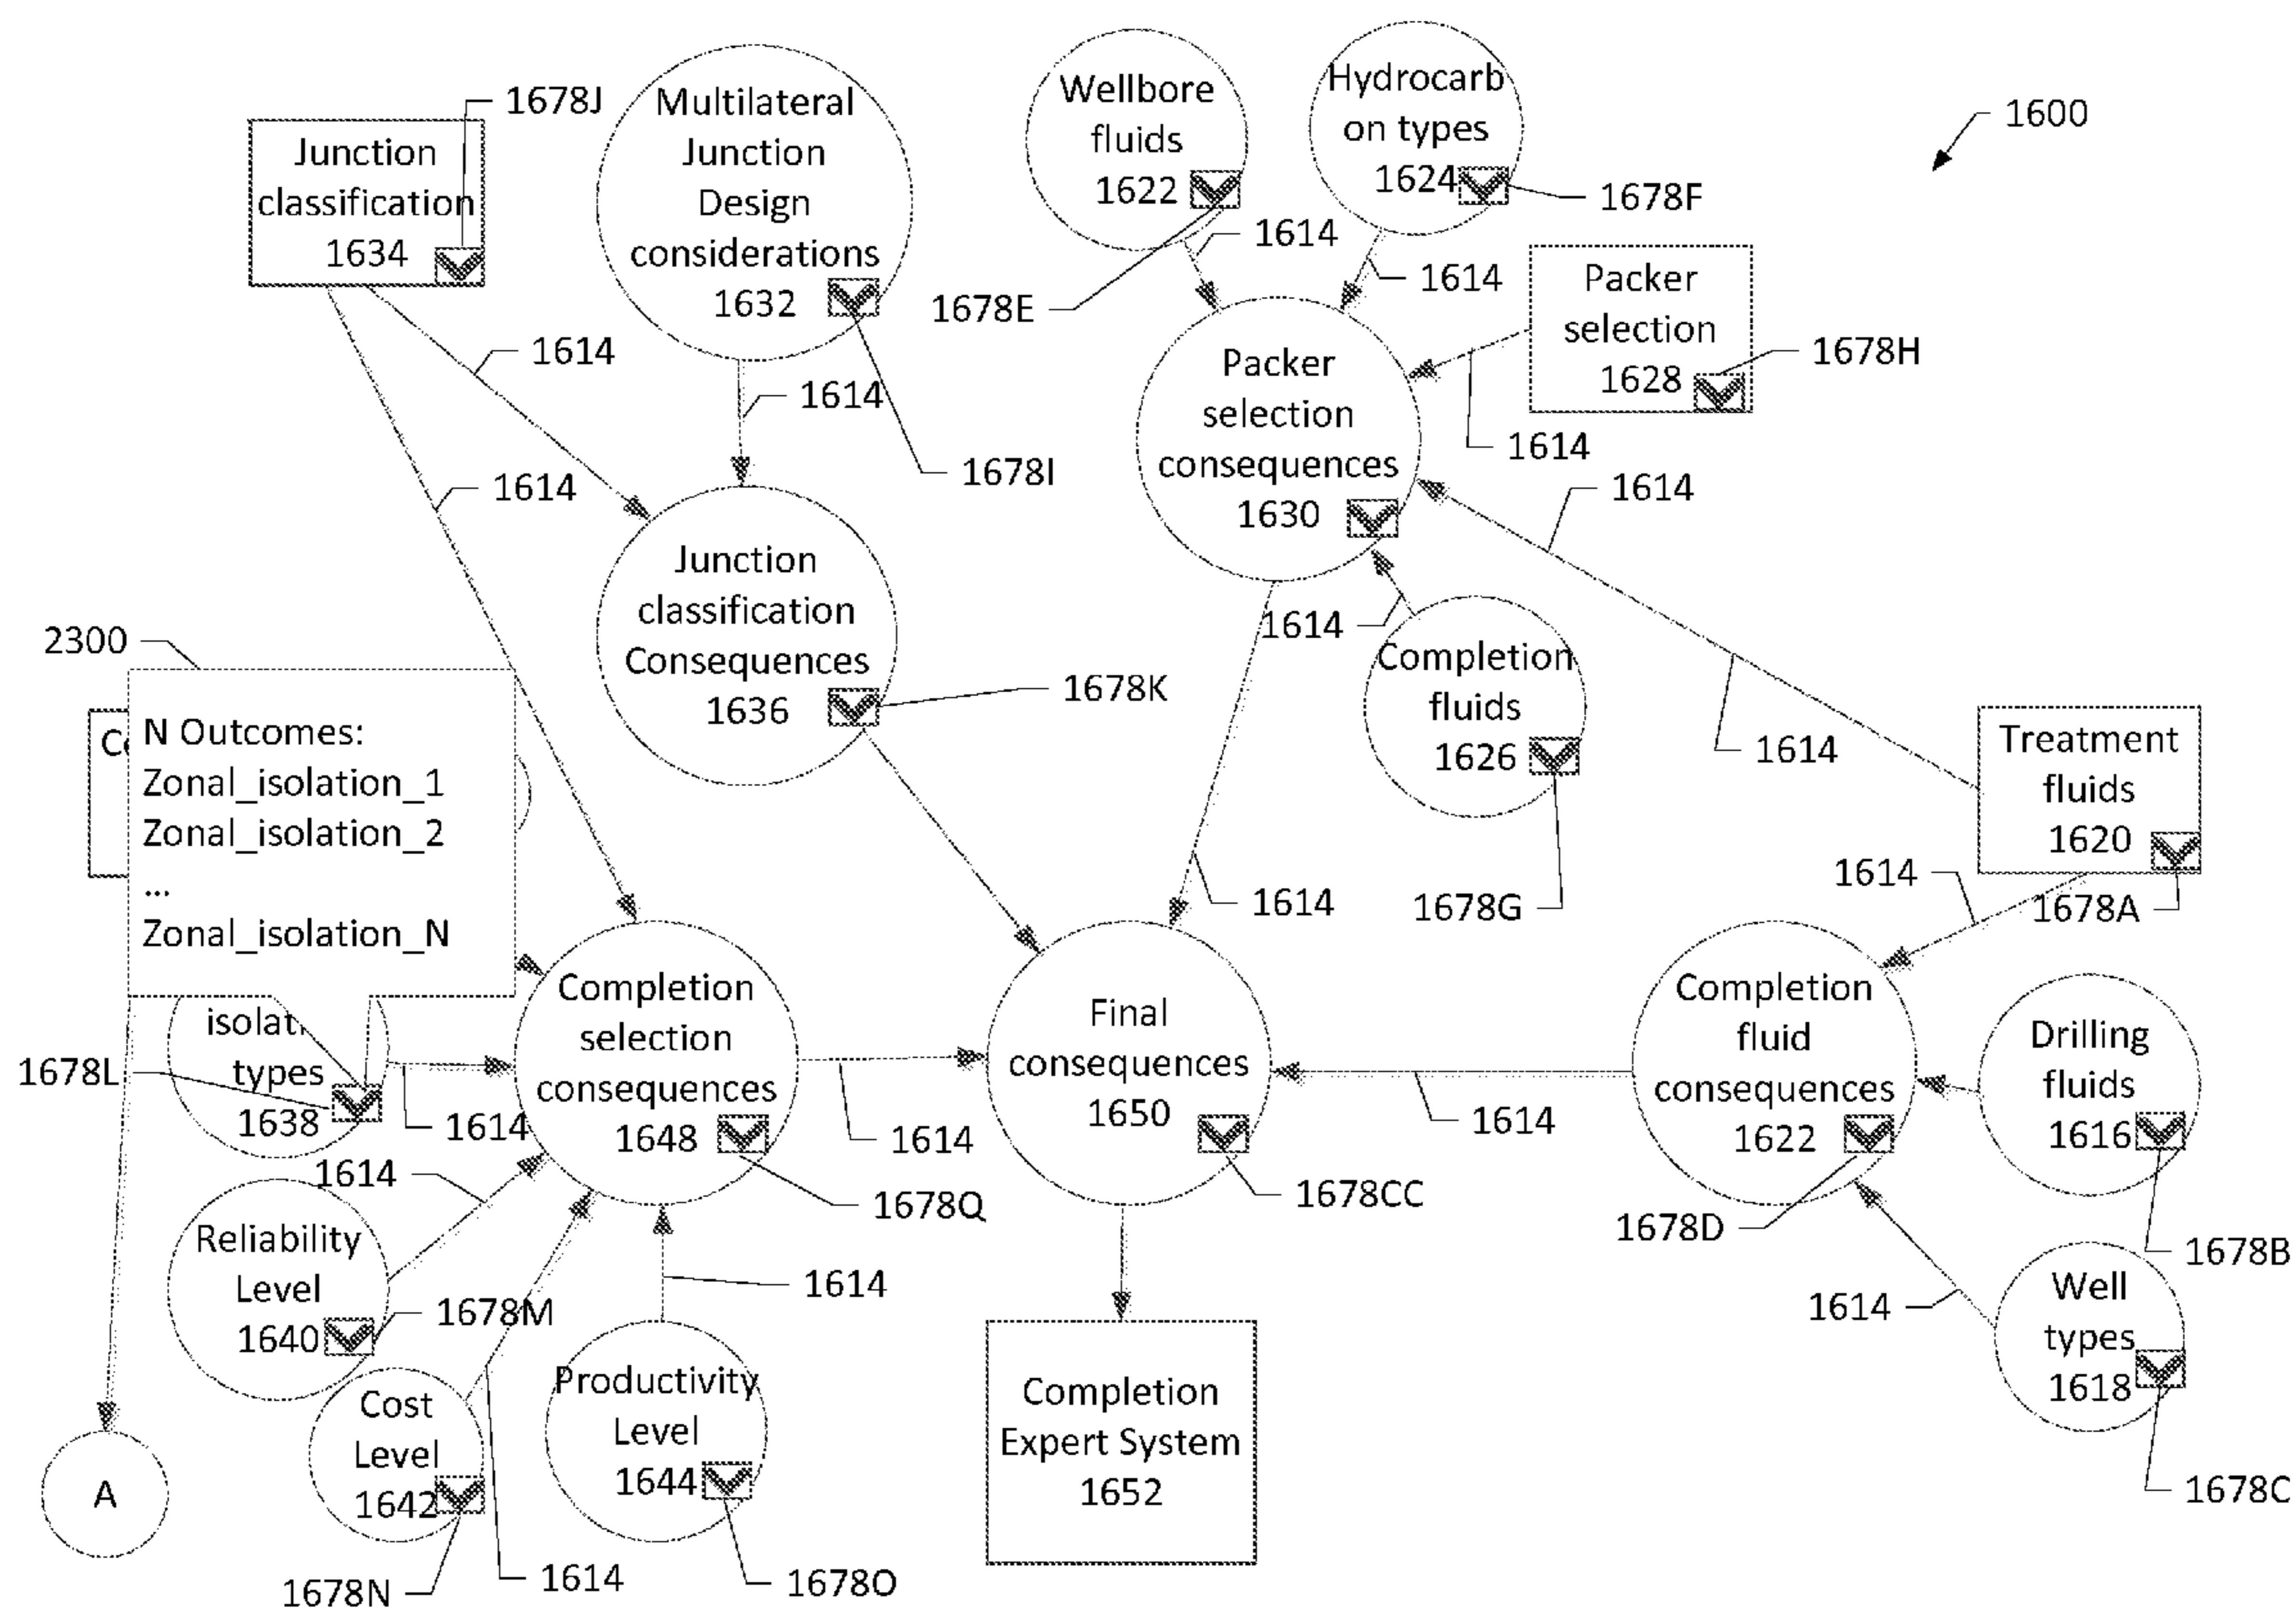 1678J
Junction
classification
1634
Multilateral
Junction
Design
considerations
1632
1678I
Wellbore
fluids
1622
1678E
Hydrocarb
on types
1624
1678F
1600
1614
1614
Packer
selection
1628
1678H
1614
1614
1614
1614
1614
Packer
selection
consequences
1630
1614
1614
Junction
classification
Consequences
1636
1678K
Completion
fluids
1626
1678G
1614
1614
Treatment
fluids
1620
1678A
1614
2300
N Outcomes:
Zonal_isolation_1
Zonal_isolation_2
...
Zonal_isolation_N
types
1638
1678L
1614
Completion
selection
consequences
1648
1678Q
1614
Final
consequences
1650
1678CC
1614
Completion
fluid
consequences
1622
1678D
Drilling
fluids
1616
1678B
1614
Reliability
Level
1640
1678M
1614
Well
types
1618
1678C
Cost
Level
1642
1678N
1614
Productivity
Level
1644
1678O
Completion
Expert System
1652
A